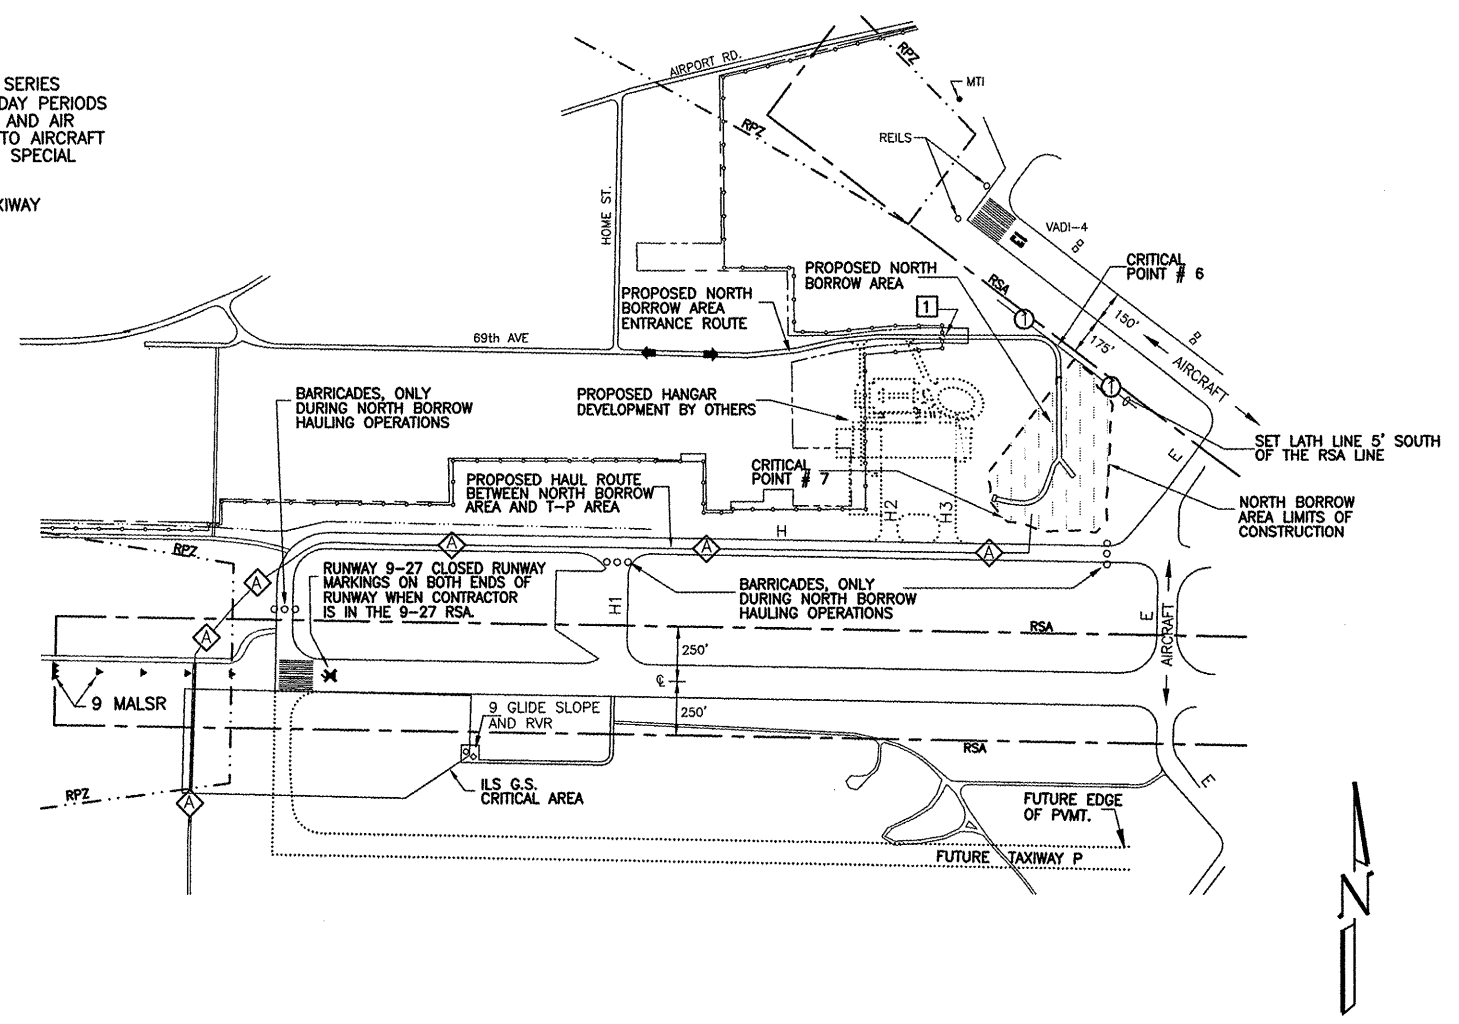 SERIES
DAY PERIODS
AND AIR
TO AIRCRAFT
SPECIAL
XIWAY
AIRPORT RD.
RPZ
MTI
RPZ
REILS
HOME ST.
13
VADI-4
CRITICAL
POINT # 6
PROPOSED NORTH
BORROW AREA
RSA
PROPOSED NORTH
BORROW AREA
ENTRANCE ROUTE
1
1
150'
175'
69th AVE
AIRCRAFT
1
BARRICADES, ONLY
DURING NORTH BORROW
HAULING OPERATIONS
PROPOSED HANGAR
DEVELOPMENT BY OTHERS
SET LATH LINE 5' SOUTH
OF THE RSA LINE
E
CRITICAL
POINT # 7
PROPOSED HAUL ROUTE
BETWEEN NORTH BORROW
AREA AND T-P AREA
H2
H3
NORTH BORROW
AREA LIMITS OF
CONSTRUCTION
H
RPZ
A
A
A
A
RUNWAY 9-27 CLOSED RUNWAY
MARKINGS ON BOTH ENDS OF
RUNWAY WHEN CONTRACTOR
IS IN THE 9-27 RSA.
BARRICADES, ONLY
DURING NORTH BORROW
HAULING OPERATIONS
H1
E
AIRCRAFT
A
RSA
250'
℄
9 MALSR
250'
9 GLIDE SLOPE
AND RVR
RSA
ILS G.S.
CRITICAL AREA
E
RPZ
A
FUTURE EDGE
OF PVMT.
FUTURE TAXIWAY P
N